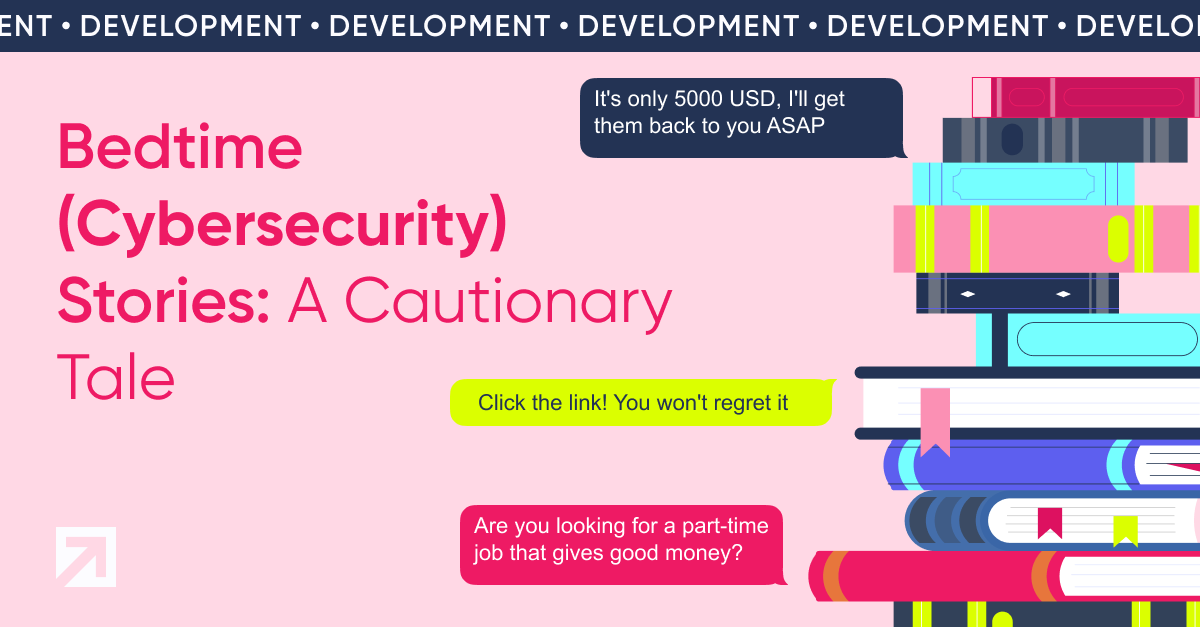 ENT • DEVELOPMENT • DEVELOPMENT • DEVELOPMENT • DEVELOPMENT • DEVELO
Bedtime
(Cybersecurity)
Stories: A Cautionary
Tale
It's only 5000 USD, I'll get
them back to you ASAP
Click the link! You won't regret it
Are you looking for a part-time
job that gives good money?